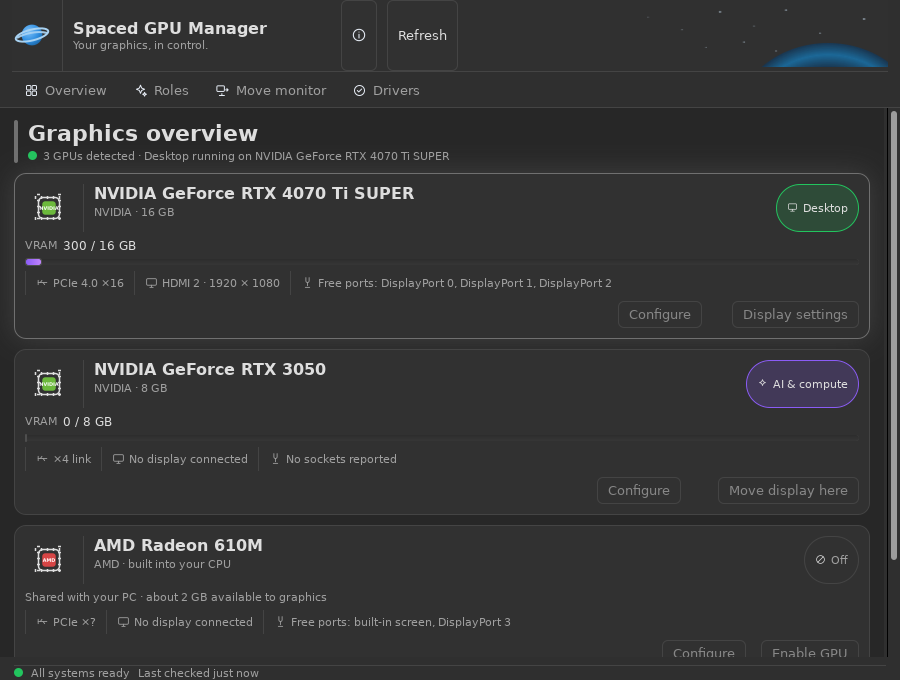 Spaced GPU Manager
Your graphics, in control.
Refresh
Overview
Roles
Move monitor
Drivers
Graphics overview
3 GPUs detected · Desktop running on NVIDIA GeForce RTX 4070 Ti SUPER
NVIDIA
NVIDIA GeForce RTX 4070 Ti SUPER
NVIDIA · 16 GB
Desktop
VRAM 300 / 16 GB
PCIe 4.0 ×16
HDMI 2 · 1920 × 1080
Free ports: DisplayPort 0, DisplayPort 1, DisplayPort 2
Configure
Display settings
NVIDIA
NVIDIA GeForce RTX 3050
NVIDIA · 8 GB
AI & compute
VRAM 0 / 8 GB
×4 link
No display connected
No sockets reported
Configure
Move display here
AMD
AMD Radeon 610M
AMD · built into your CPU
Off
Shared with your PC · about 2 GB available to graphics
PCIe ×?
No display connected
Free ports: built-in screen, DisplayPort 3
Configure
Enable GPU
All systems ready
Last checked just now